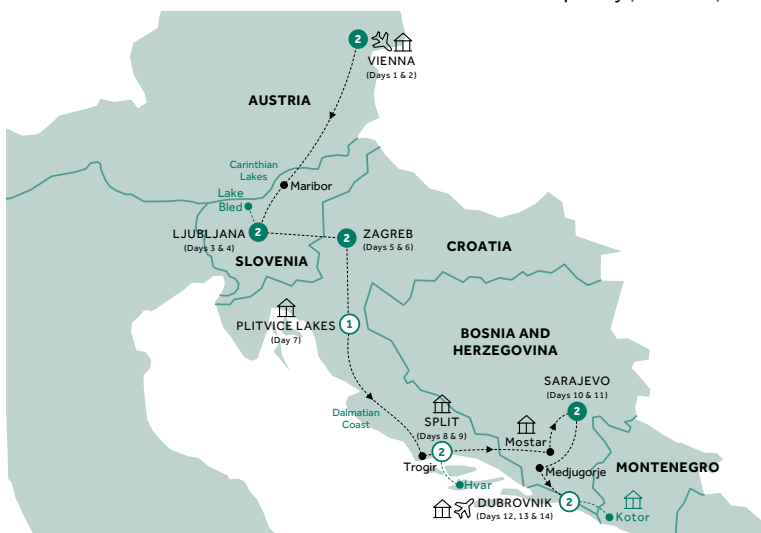 2
VIENNA
(Days 1 & 2)
AUSTRIA
Carinthian
Lakes
Maribor
Lake
Bled
LJUBLJANA
2
(Days 3 & 4)
SLOVENIA
2
ZAGREB
(Days 5 & 6)
CROATIA
PLITVICE LAKES
1
(Day 7)
BOSNIA AND
HERZEGOVINA
SARAJEVO
(Days 10 & 11)
2
Dalmatian
Coast
SPLIT
(Days 8 & 9)
2
Trogir
Mostar
Medjugorje
MONTENEGRO
Hvar
DUBROVNIK
(Days 12, 13 & 14)
2
Kotor